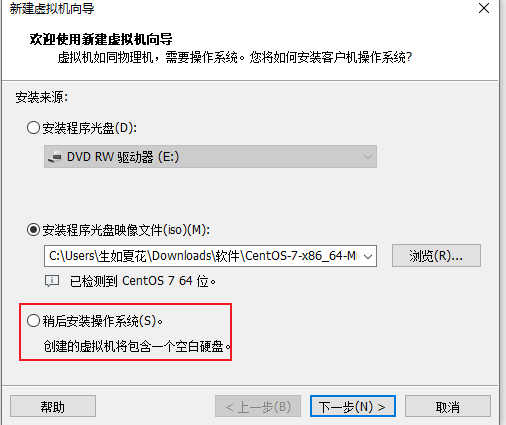 新建虚拟机向导
欢迎使用新建虚拟机向导
虚拟机如同物理机，需要操作系统。您将如何安装客户机操作系统?
安装来源:
安装程序光盘(D):
DVD RW 驱动器 (E:)
安装程序光盘映像文件(iso)(M):
C:\Users\生如夏花\Downloads\软件\CentOS-7-x86_64-M
浏览(R)...
已检测到 CentOS 7 64 位。
稍后安装操作系统(S)。
创建的虚拟机将包含一个空白硬盘。
帮助
< 上一步(B)
下一步(N) >
取消